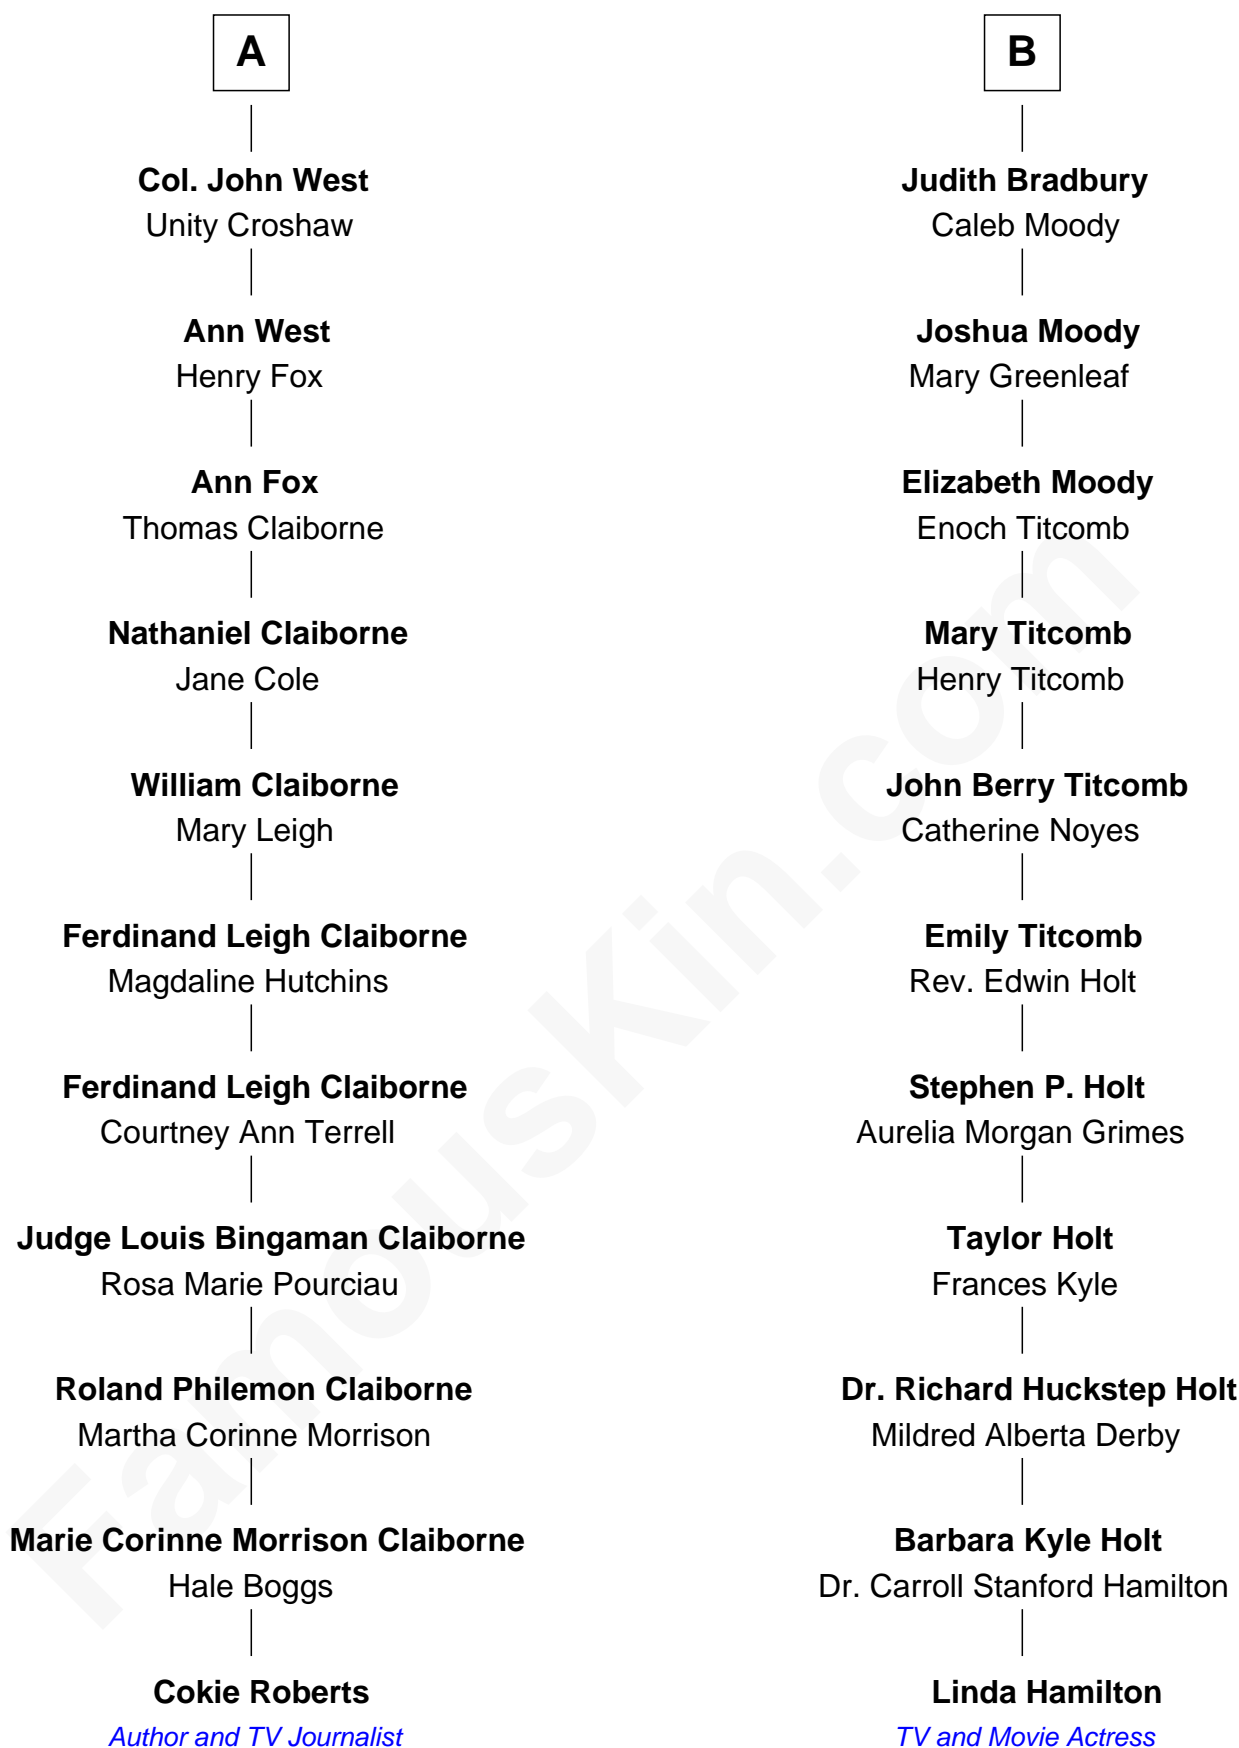 A
Col. John West
Unity Croshaw
Ann West
Henry Fox
Ann Fox
Thomas Claiborne
Nathaniel Claiborne
Jane Cole
William Claiborne
Mary Leigh
Ferdinand Leigh Claiborne
Magdaline Hutchins
Ferdinand Leigh Claiborne
Courtney Ann Terrell
Judge Louis Bingaman Claiborne
Rosa Marie Pourciau
Roland Philemon Claiborne
Martha Corinne Morrison
Marie Corinne Morrison Claiborne
Hale Boggs
Cokie Roberts
Author and TV Journalist
B
Judith Bradbury
Caleb Moody
Joshua Moody
Mary Greenleaf
Elizabeth Moody
Enoch Titcomb
Mary Titcomb
Henry Titcomb
John Berry Titcomb
Catherine Noyes
Emily Titcomb
Rev. Edwin Holt
Stephen P. Holt
Aurelia Morgan Grimes
Taylor Holt
Frances Kyle
Dr. Richard Huckstep Holt
Mildred Alberta Derby
Barbara Kyle Holt
Dr. Carroll Stanford Hamilton
Linda Hamilton
TV and Movie Actress
FamousKin.com